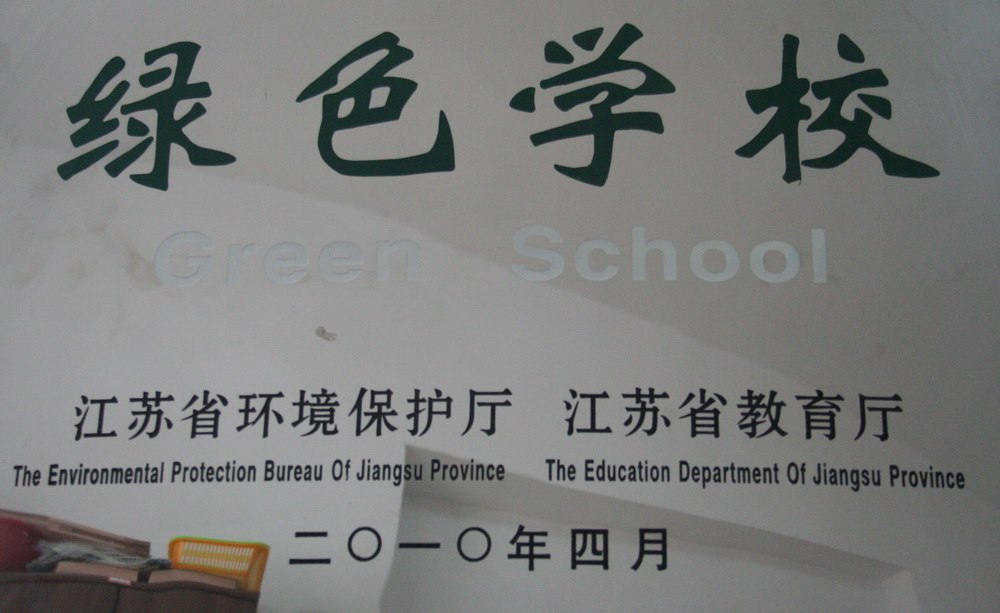 绿色学校
Green School
江苏省环境保护厅 江苏省教育厅
The Environmental Protection Bureau Of Jiangsu Province The Education Department Of Jiangsu Province
二〇一〇年四月